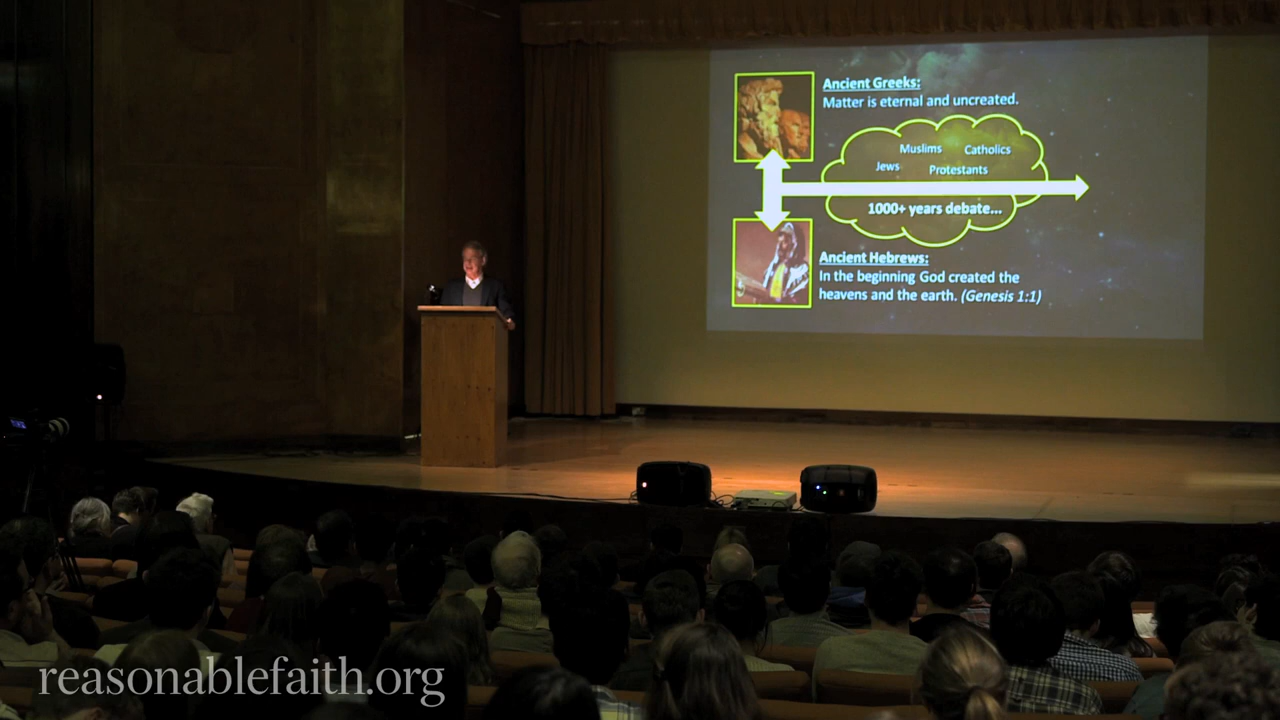 Ancient Greeks:
Matter is eternal and uncreated.
Muslims Catholics
Jews Protestants
1000+ years debate...
Ancient Hebrews:
In the beginning God created the
heavens and the earth. (Genesis 1:1)
reasonablefaith.org